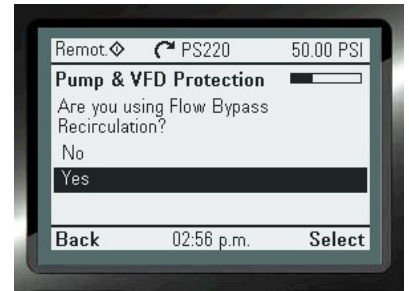 Remot. PS220 50.00 PSI
Pump & VFD Protection
Are you using Flow Bypass
Recirculation?
No
Yes
Back 02:56 p.m. Select